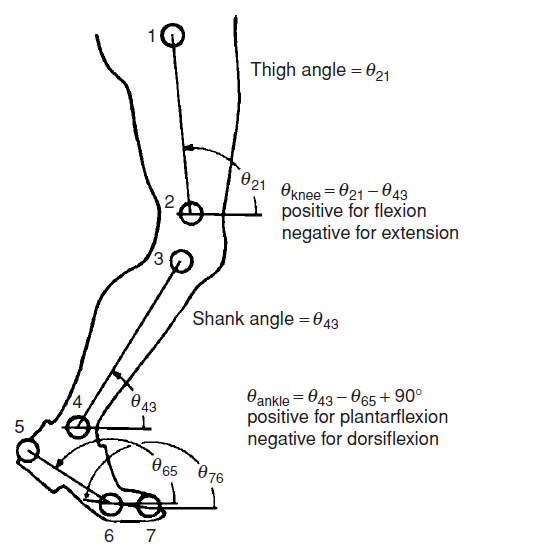 1
Thigh angle = θ21
θ21
2
θknee = θ21 – θ43
positive for flexion
negative for extension
3
Shank angle = θ43
4
θ43
θankle = θ43 – θ65 + 90°
positive for plantarflexion
negative for dorsiflexion
5
θ65 θ76
6 7